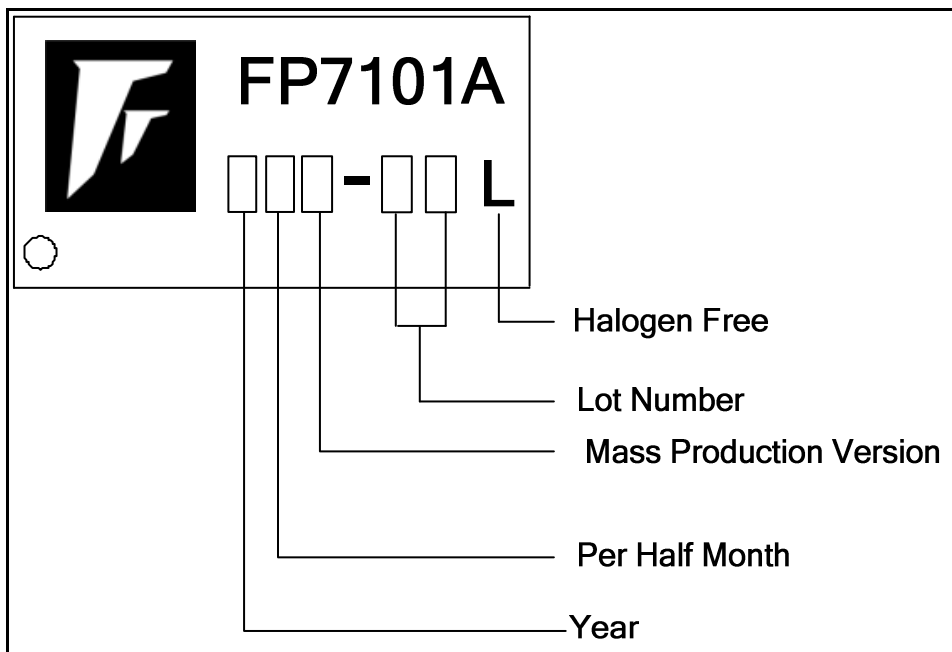 FP7101A
- L
Halogen Free
Lot Number
Mass Production Version
Per Half Month
Year